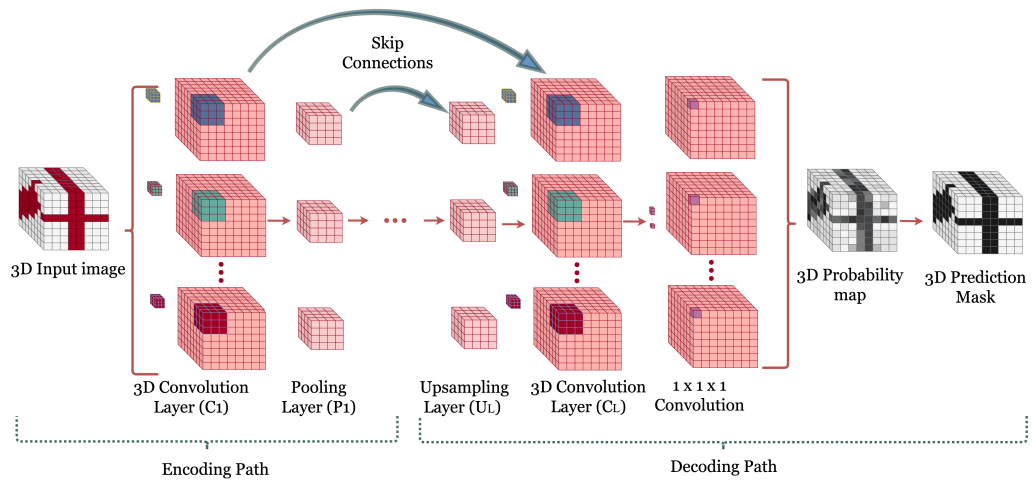 Skip
Connections
3D Input image
3D Probability
map
3D Prediction
Mask
3D Convolution
Layer (C1)
Pooling
Layer (P1)
Upsampling
Layer (UL)
3D Convolution
Layer (CL)
1 x 1 x 1
Convolution
Encoding Path
Decoding Path